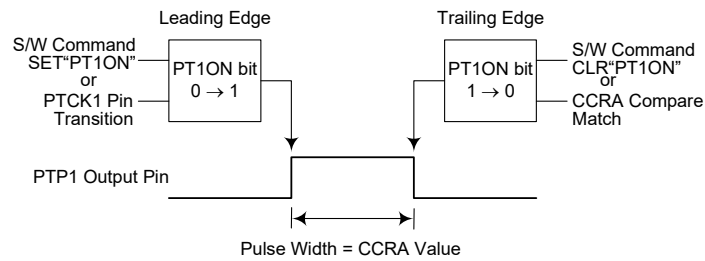 Leading Edge
S/W Command
SET“PT1ON”
or
PTCK1 Pin
Transition
PT1ON bit
0 → 1
Trailing Edge
PT1ON bit
1 → 0
S/W Command
CLR“PT1ON”
or
CCRA Compare
Match
PTP1 Output Pin
Pulse Width = CCRA Value